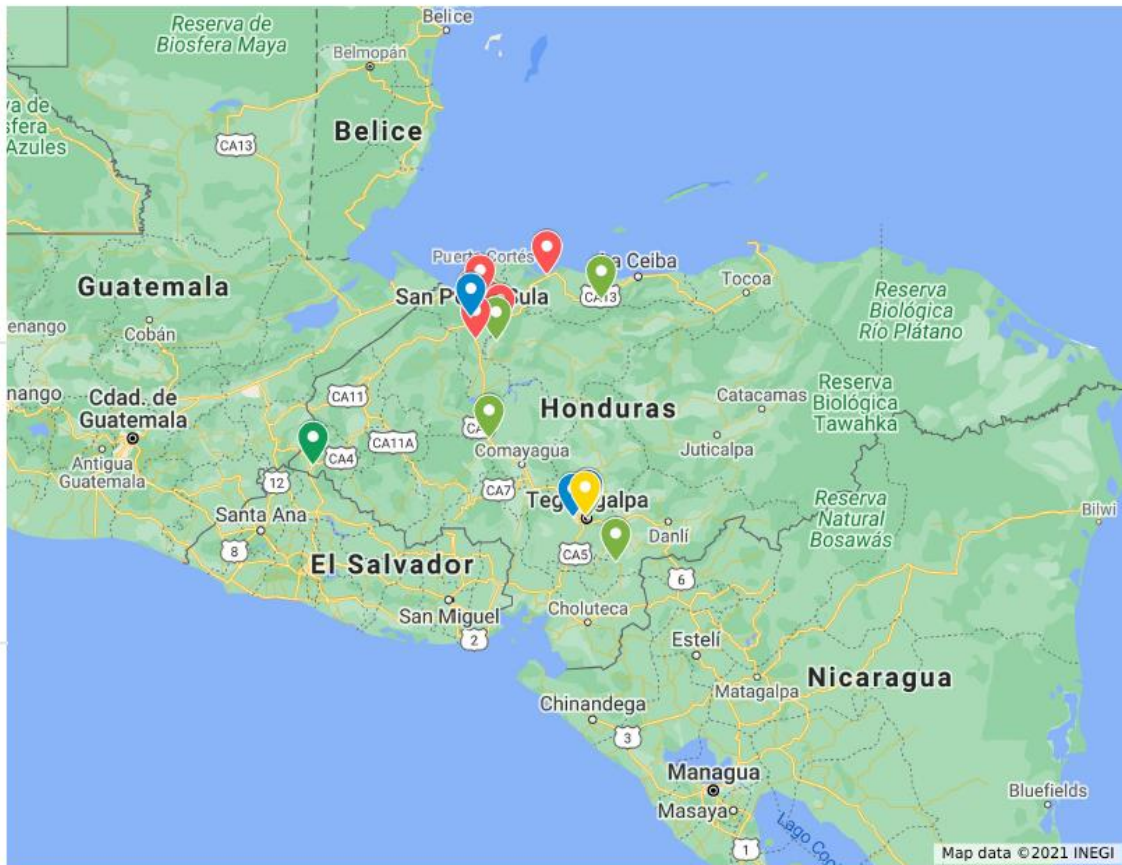 Reserva de
Biosfera Maya
Belice
Belmopán
va de
sfera
Azules
CA13
Belice
Puerto Cortés
La Ceiba
CA13
Tocoa
Guatemala
San Pedro Sula
Reserva
Biológica
Río Plátano
enango
Cobán
nango
CA11
Honduras
Catacamas
Reserva
Biológica
Tawahka
Cdad. de
Guatemala
CA11A
CA4
Comayagua
Juticalpa
Antigua
Guatemala
12
CA7
Tegucigalpa
Reserva
Natural
Bosawás
Bilwi
Santa Ana
Danlí
8
El Salvador
CA5
6
San Miguel
Choluteca
2
Estelí
Nicaragua
Matagalpa
Chinandega
3
Managua
Masaya
Bluefields
Lago Coc
1
Map data ©2021 INEGI